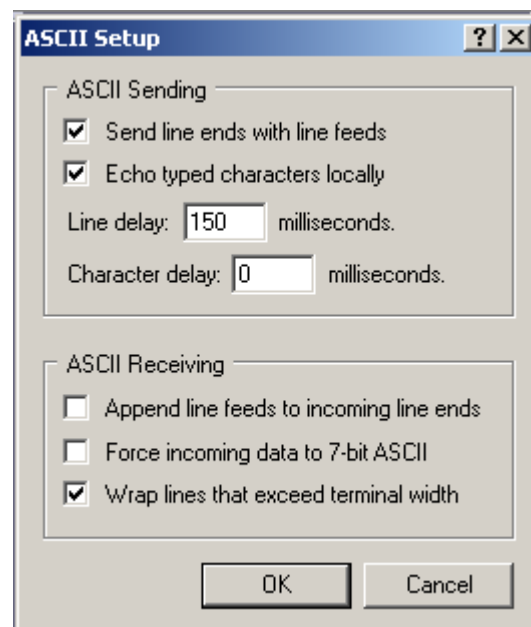 ASCII Setup
ASCII Sending
Send line ends with line feeds
Echo typed characters locally
Line delay: 150 milliseconds.
Character delay: 0 milliseconds.
ASCII Receiving
Append line feeds to incoming line ends
Force incoming data to 7-bit ASCII
Wrap lines that exceed terminal width
OK Cancel